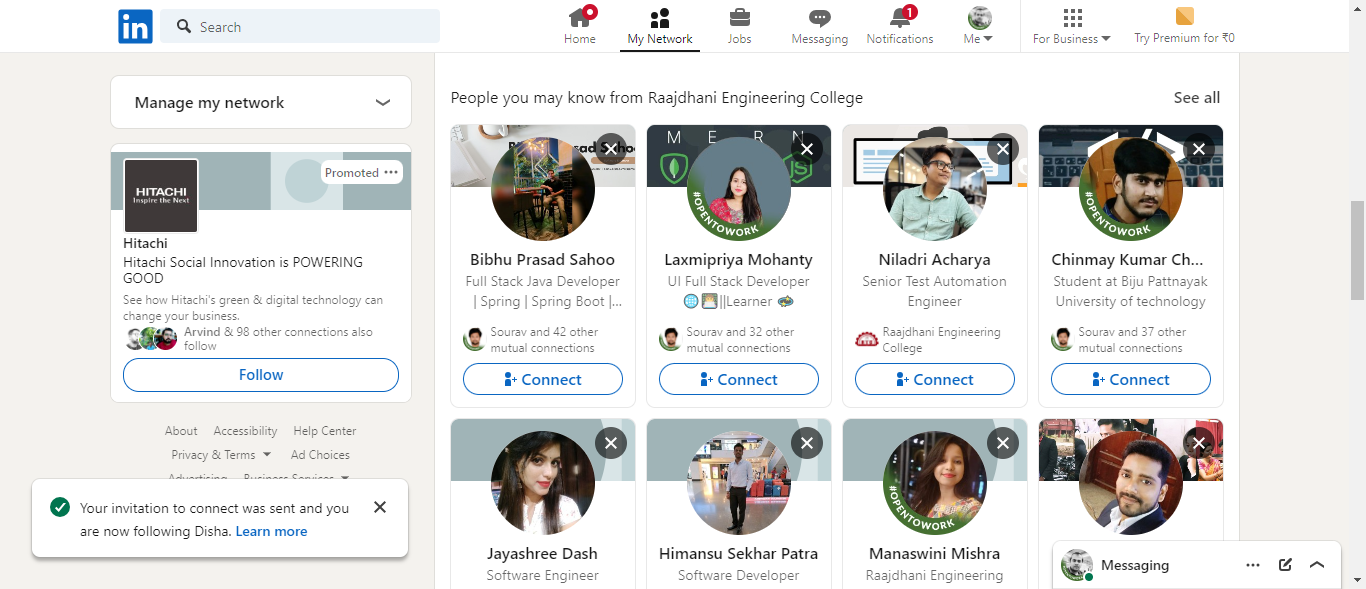 in
Search
Home
My Network
Jobs
Messaging
1
Notifications
Me
For Business
Try Premium for ₹0
Manage my network
Promoted
HITACHI
Inspire the Next
Hitachi
Hitachi Social Innovation is POWERING
GOOD
See how Hitachi's green & digital technology can
change your business.
Arvind & 98 other connections also
follow
Follow
About Accessibility Help Center
Privacy & Terms Ad Choices
Advertising Business Services
Your invitation to connect was sent and you
are now following Disha. Learn more
People you may know from Raajdhani Engineering College
See all
Bibhu Prasad Sahoo
Full Stack Java Developer
| Spring | Spring Boot |...
Sourav and 42 other
mutual connections
Connect
M E R N
JS
#OPENTOWORK
Laxmipriya Mohanty
UI Full Stack Developer
||Learner
Sourav and 32 other
mutual connections
Connect
Niladri Acharya
Senior Test Automation
Engineer
Raajdhani Engineering
College
Connect
#OPENTOWORK
Chinmay Kumar Ch...
Student at Biju Pattnayak
University of technology
Sourav and 37 other
mutual connections
Connect
Jayashree Dash
Software Engineer
Himansu Sekhar Patra
Software Developer
#OPENTOWORK
Manaswini Mishra
Raajdhani Engineering
Messaging